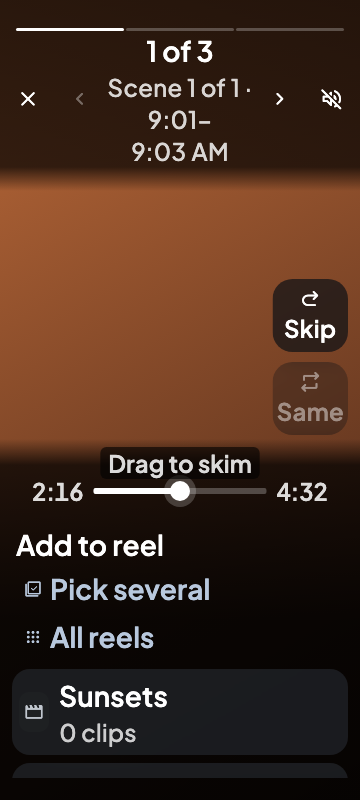 1 of 3
Scene 1 of 1 ·
9:01–
9:03 AM
Skip
Same
Drag to skim
2:16
4:32
Add to reel
Pick several
All reels
Sunsets
0 clips